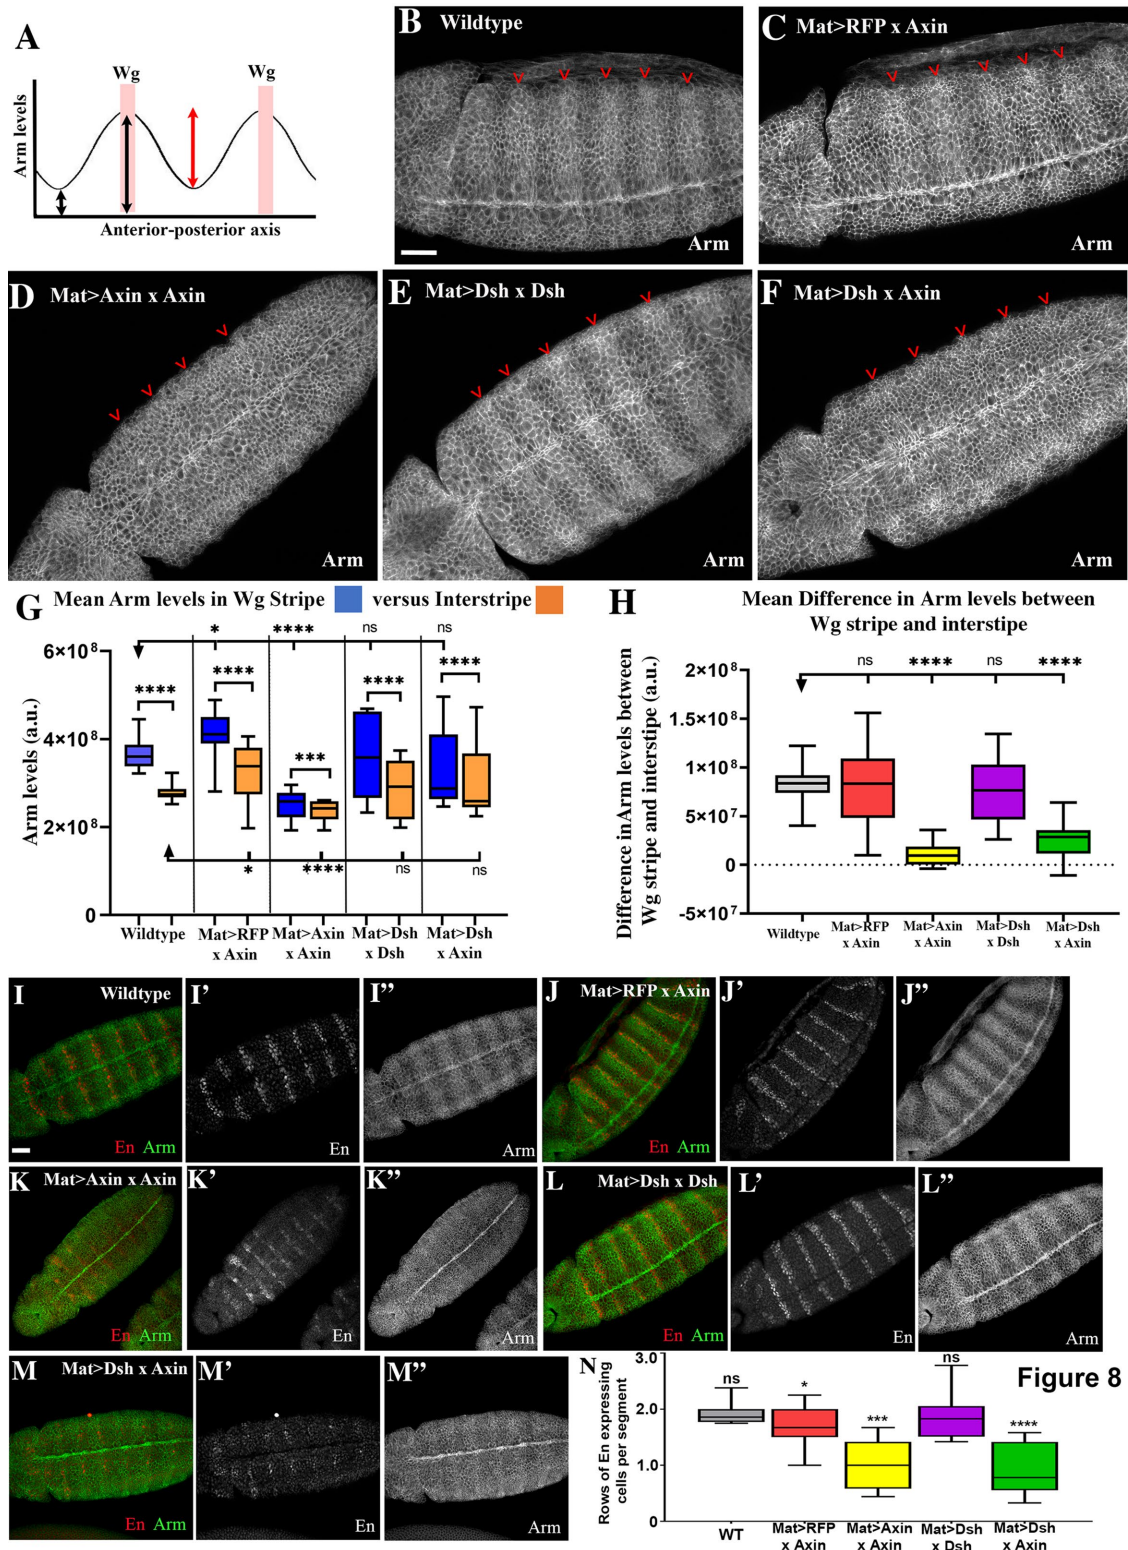 A
Wg
Wg
Arm levels
Anterior-posterior axis
B
Wildtype
Arm
C
Mat>RFP x Axin
Arm
D
Mat>Axin x Axin
Arm
E
Mat>Dsh x Dsh
Arm
F
Mat>Dsh x Axin
Arm
G
Mean Arm levels in Wg Stripe
versus Interstripe
Arm levels (a.u.)
6×10⁸
4×10⁸
2×10⁸
0
* **** ns ns
**** **** *** **** ****
* **** ns ns
Wildtype
Mat>RFP
x Axin
Mat>Axin
x Axin
Mat>Dsh
x Dsh
Mat>Dsh
x Axin
H
Mean Difference in Arm levels between
Wg stripe and interstipe
Difference inArm levels between
Wg stripe and interstipe (a.u.)
2×10⁸
1.5×10⁸
1×10⁸
5×10⁷
0
-5×10⁷
ns **** ns ****
Wildtype
Mat>RFP
x Axin
Mat>Axin
x Axin
Mat>Dsh
x Dsh
Mat>Dsh
x Axin
I
Wildtype
En Arm
I’
En
I”
Arm
J
Mat>RFP x Axin
En Arm
J’
En
J”
Arm
K
Mat>Axin x Axin
En Arm
K’
En
K”
Arm
L
Mat>Dsh x Dsh
En Arm
L’
En
L”
Arm
M
Mat>Dsh x Axin
En Arm
M’
En
M”
Arm
N
Figure 8
Rows of En expressing
cells per segment
3.0
2.0
1.0
0
ns * *** ns ****
WT
Mat>RFP
x Axin
Mat>Axin
x Axin
Mat>Dsh
x Dsh
Mat>Dsh
x Axin